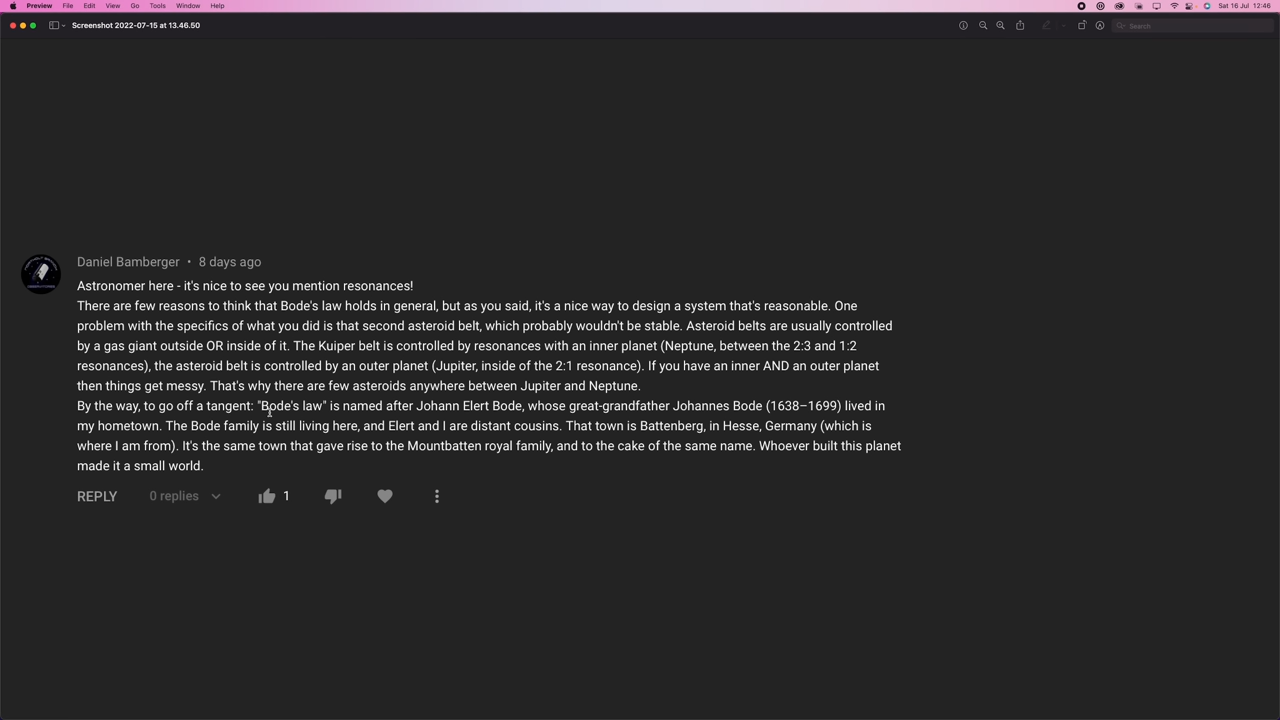 Preview File Edit View Go Tools Window Help Sat 16 Jul 12:46
Screenshot 2022-07-15 at 13.46.50 Search
Daniel Bamberger • 8 days ago
Astronomer here - it's nice to see you mention resonances!
There are few reasons to think that Bode's law holds in general, but as you said, it's a nice way to design a system that's reasonable. One
problem with the specifics of what you did is that second asteroid belt, which probably wouldn't be stable. Asteroid belts are usually controlled
by a gas giant outside OR inside of it. The Kuiper belt is controlled by resonances with an inner planet (Neptune, between the 2:3 and 1:2
resonances), the asteroid belt is controlled by an outer planet (Jupiter, inside of the 2:1 resonance). If you have an inner AND an outer planet
then things get messy. That's why there are few asteroids anywhere between Jupiter and Neptune.
By the way, to go off a tangent: "Bode's law" is named after Johann Elert Bode, whose great-grandfather Johannes Bode (1638–1699) lived in
my hometown. The Bode family is still living here, and Elert and I are distant cousins. That town is Battenberg, in Hesse, Germany (which is
where I am from). It's the same town that gave rise to the Mountbatten royal family, and to the cake of the same name. Whoever built this planet
made it a small world.
REPLY 0 replies 1